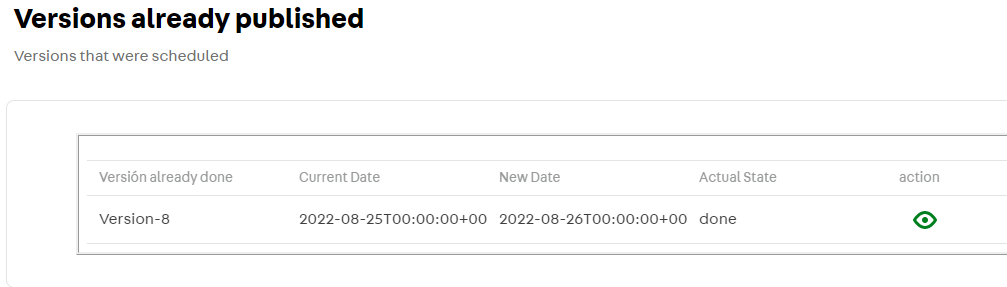 Versions already published
Versions that were scheduled
Versión already done Current Date New Date Actual State action
Version-8 2022-08-25T00:00:00+00 2022-08-26T00:00:00+00 done